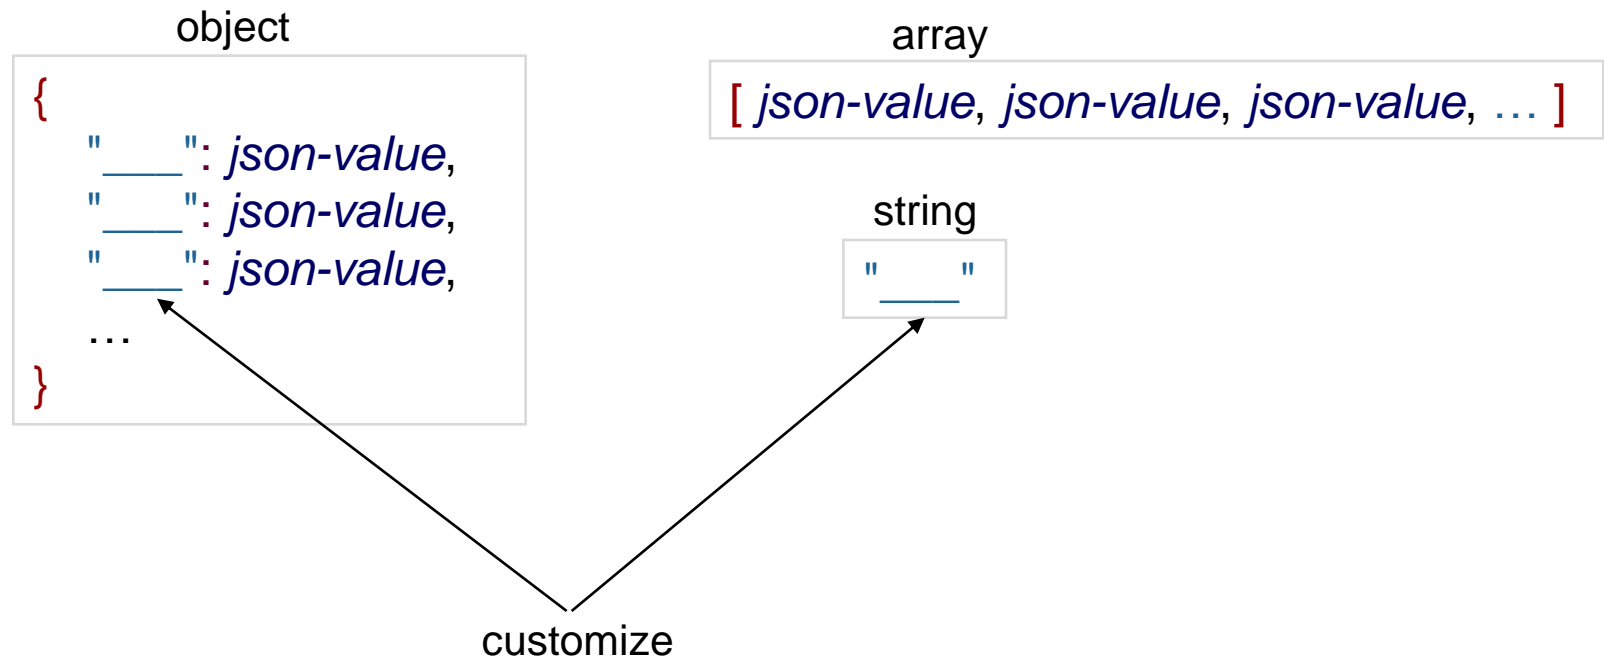 object
{
"___": json-value,
"___": json-value,
"___": json-value,
…
}
array
[ json-value, json-value, json-value, … ]
string
"___"
customize